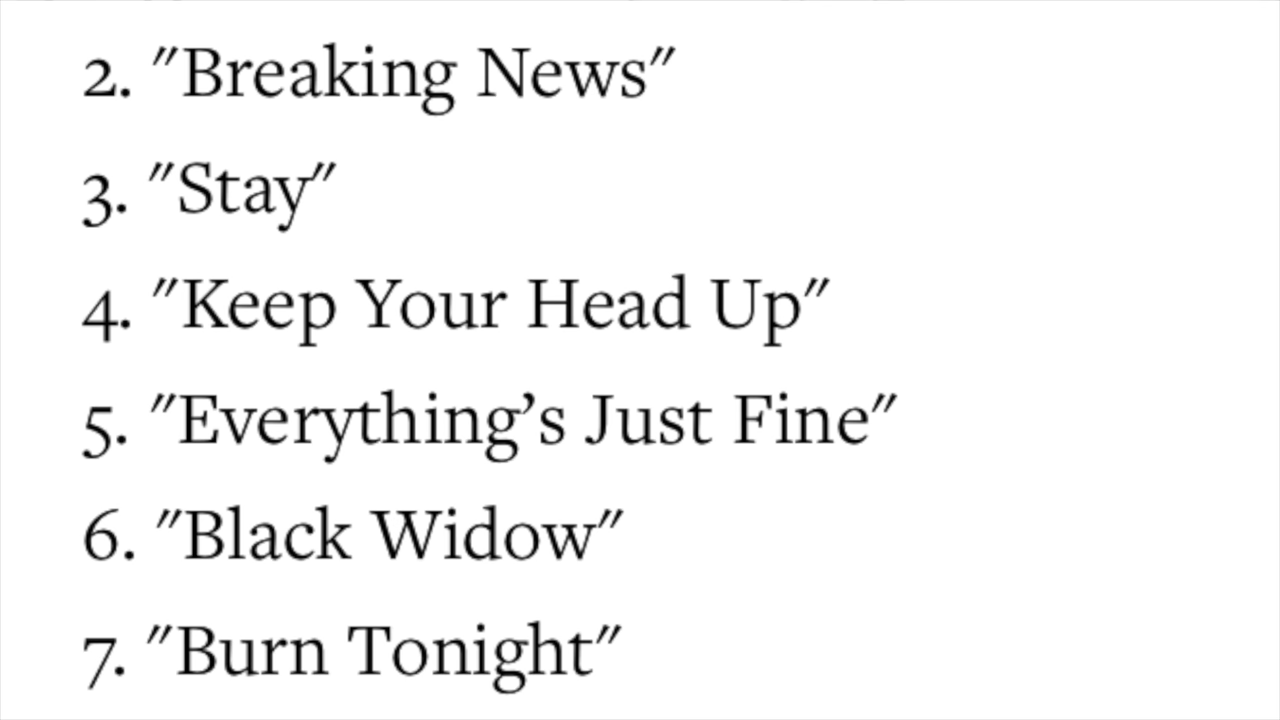 2. "Breaking News"
3. "Stay"
4. "Keep Your Head Up"
5. "Everything’s Just Fine"
6. "Black Widow"
7. "Burn Tonight"